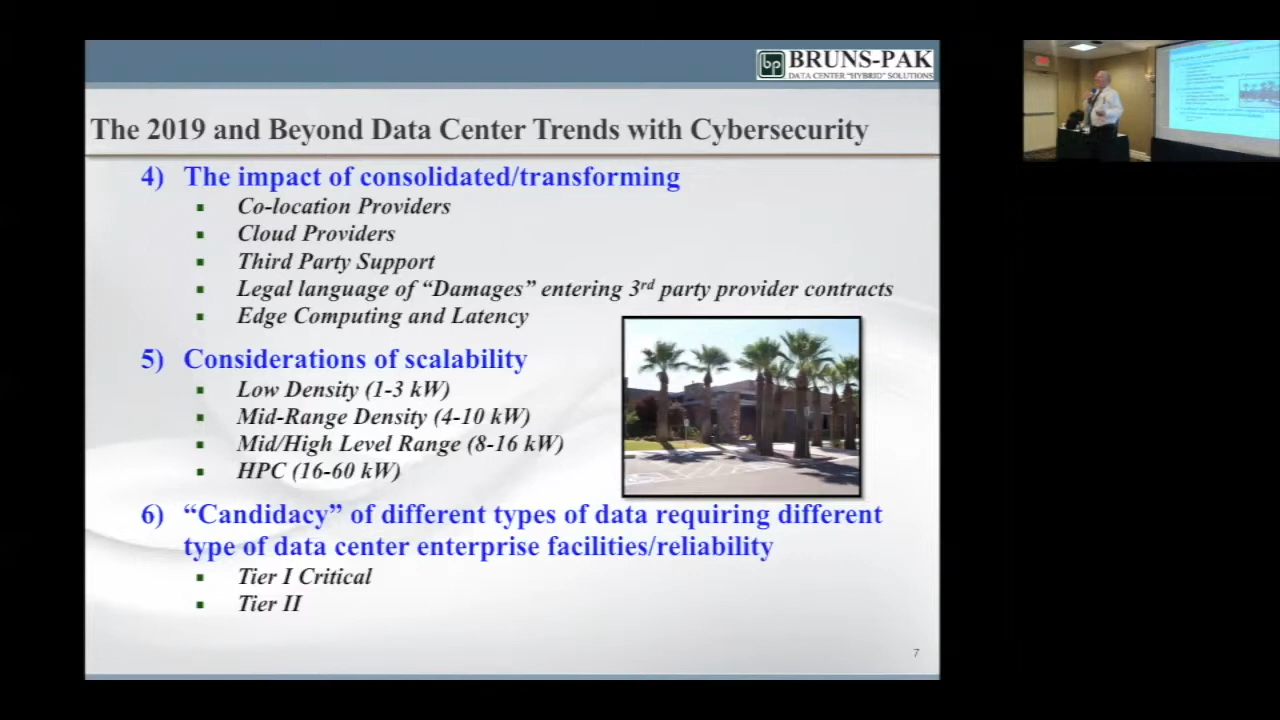 BRUNS-PAK
DATA CENTER "HYBRID" SOLUTIONS
The 2019 and Beyond Data Center Trends with Cybersecurity
4) The impact of consolidated/transforming
▪ Co-location Providers
▪ Cloud Providers
▪ Third Party Support
▪ Legal language of “Damages” entering 3rd party provider contracts
▪ Edge Computing and Latency
5) Considerations of scalability
▪ Low Density (1-3 kW)
▪ Mid-Range Density (4-10 kW)
▪ Mid/High Level Range (8-16 kW)
▪ HPC (16-60 kW)
6) “Candidacy” of different types of data requiring different
type of data center enterprise facilities/reliability
▪ Tier I Critical
▪ Tier II
7